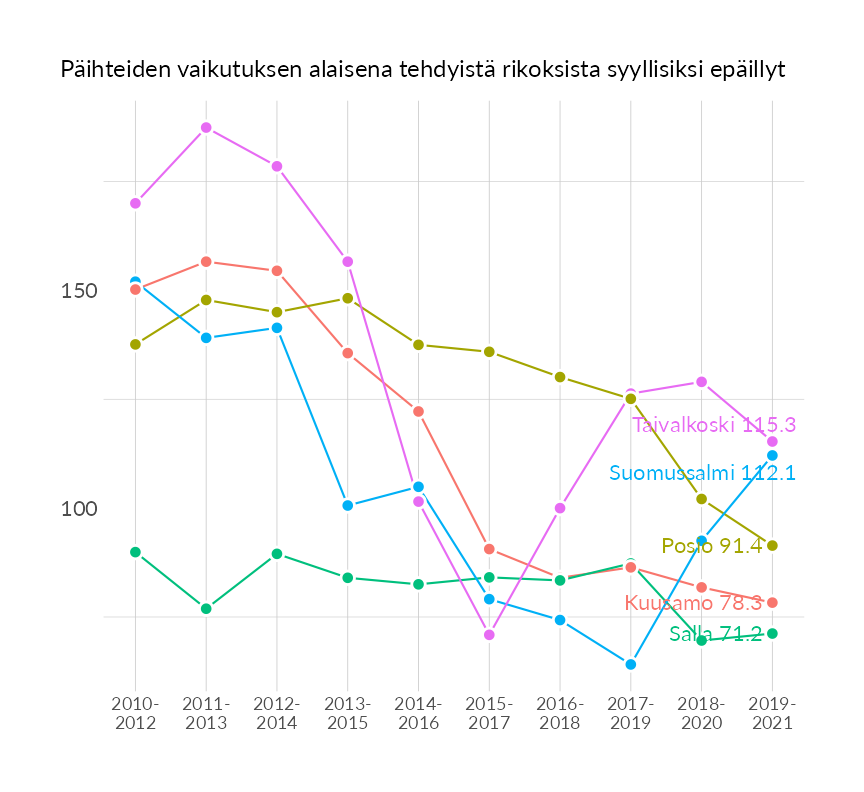 Päihteiden vaikutuksen alaisena tehdyistä rikoksista syyllisiksi epäillyt
150
100
Taivalkoski 115.3
Suomussalmi 112.1
Posio 91.4
Kuusamo 78.3
Salla 71.2
2010- 2011- 2012- 2013- 2014- 2015- 2016- 2017- 2018- 2019-
2012 2013 2014 2015 2016 2017 2018 2019 2020 2021